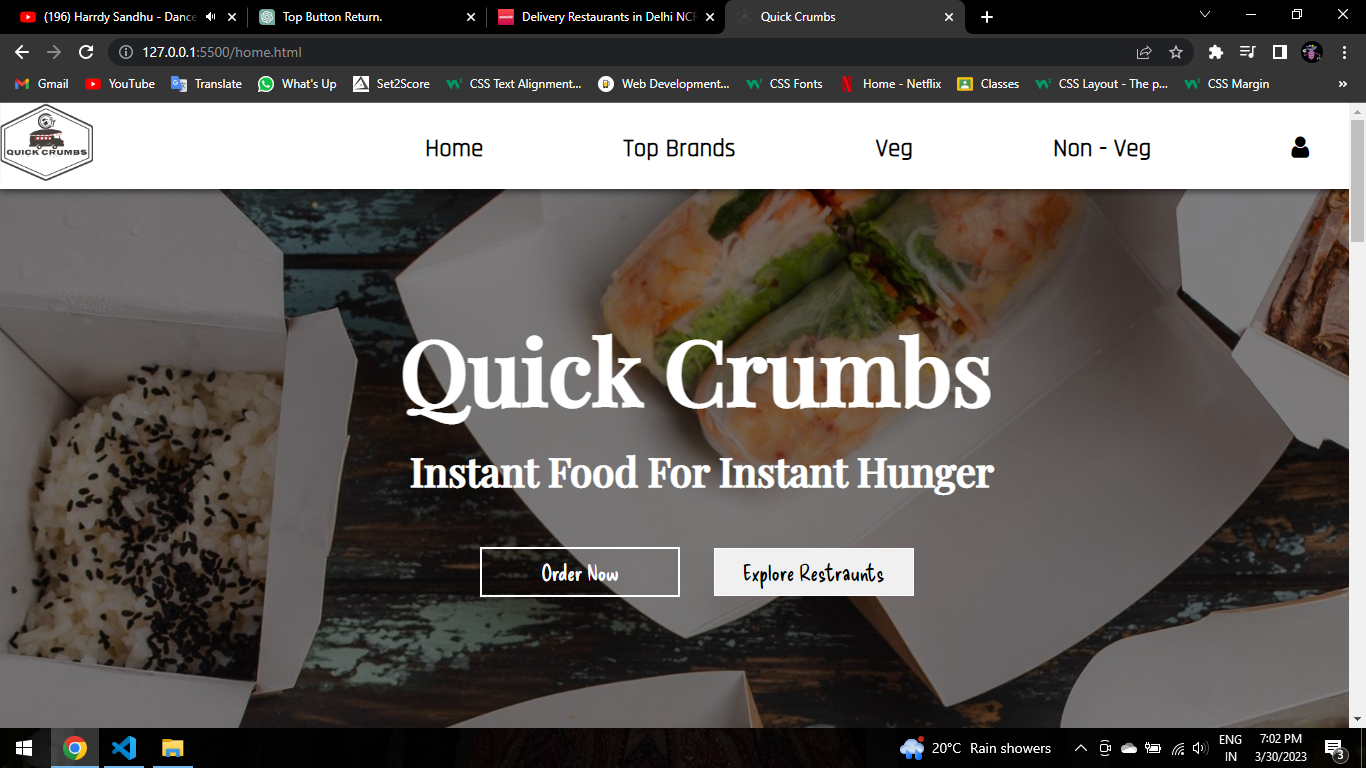 (196) Harrdy Sandhu - Dance
Top Button Return.
Delivery Restaurants in Delhi NCR
Quick Crumbs
127.0.0.1:5500/home.html
Gmail
YouTube
Translate
What's Up
Set2Score
CSS Text Alignment...
Web Development...
CSS Fonts
Home - Netflix
Classes
CSS Layout - The p...
CSS Margin
»
QUICK CRUMBS
Home
Top Brands
Veg
Non - Veg
Quick Crumbs
Instant Food For Instant Hunger
Order Now
Explore Restraunts
20°C Rain showers
ENG
IN
7:02 PM
3/30/2023
3